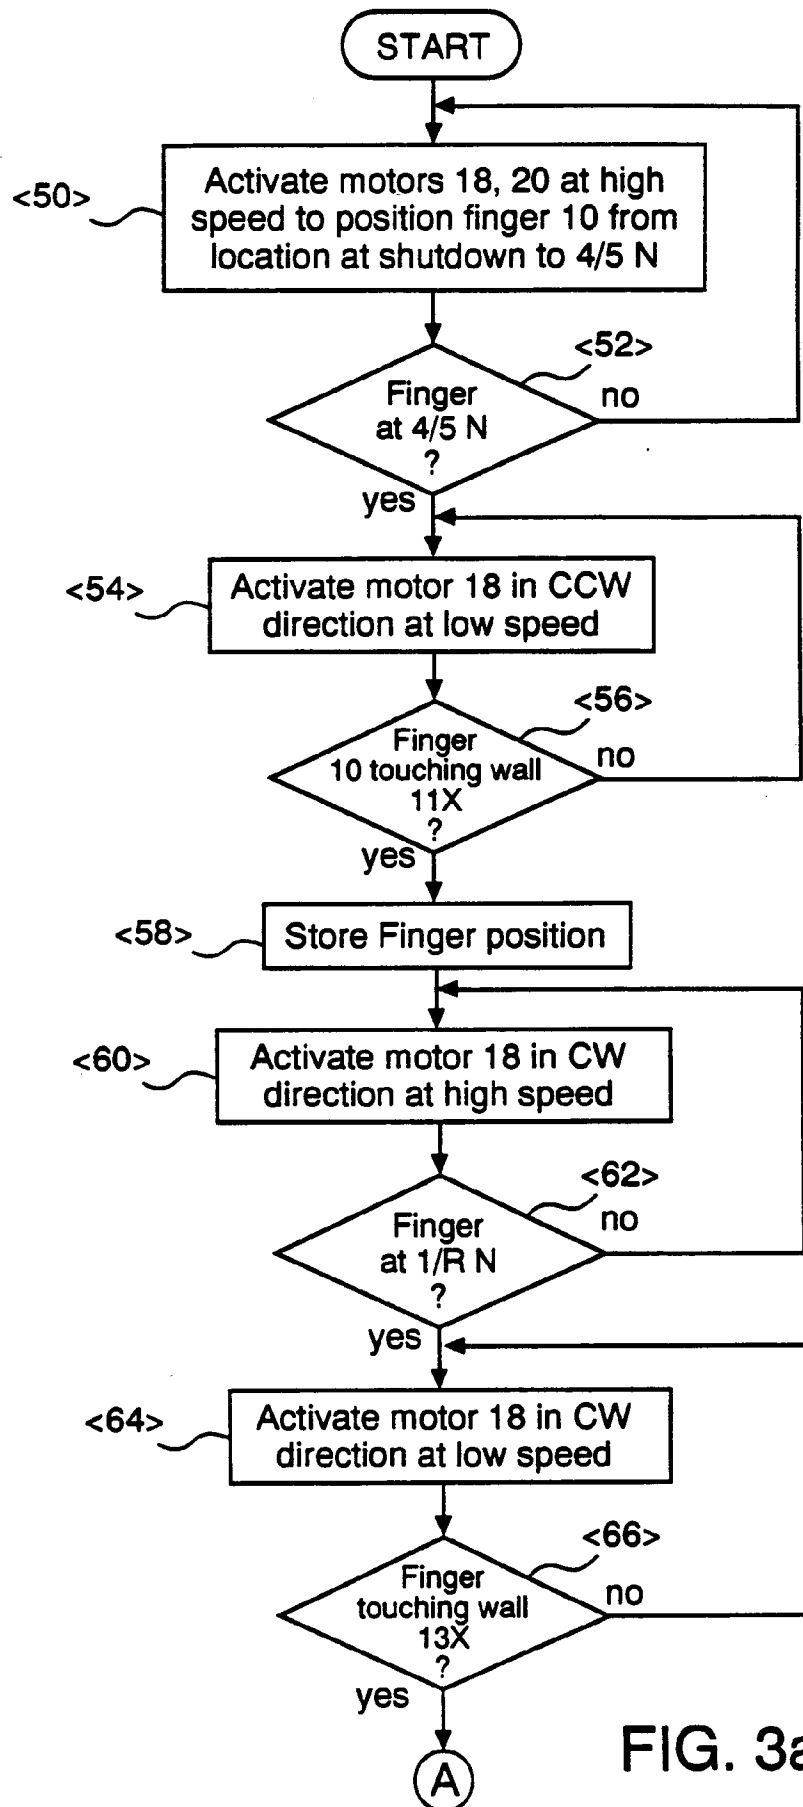 START
<50>
Activate motors 18, 20 at high
speed to position finger 10 from
location at shutdown to 4/5 N
<52>
Finger
at 4/5 N
?
no
yes
<54>
Activate motor 18 in CCW
direction at low speed
<56>
Finger
10 touching wall
11X
?
no
yes
<58>
Store Finger position
<60>
Activate motor 18 in CW
direction at high speed
<62>
Finger
at 1/R N
?
no
yes
<64>
Activate motor 18 in CW
direction at low speed
<66>
Finger
touching wall
13X
?
no
yes
A
FIG. 3a